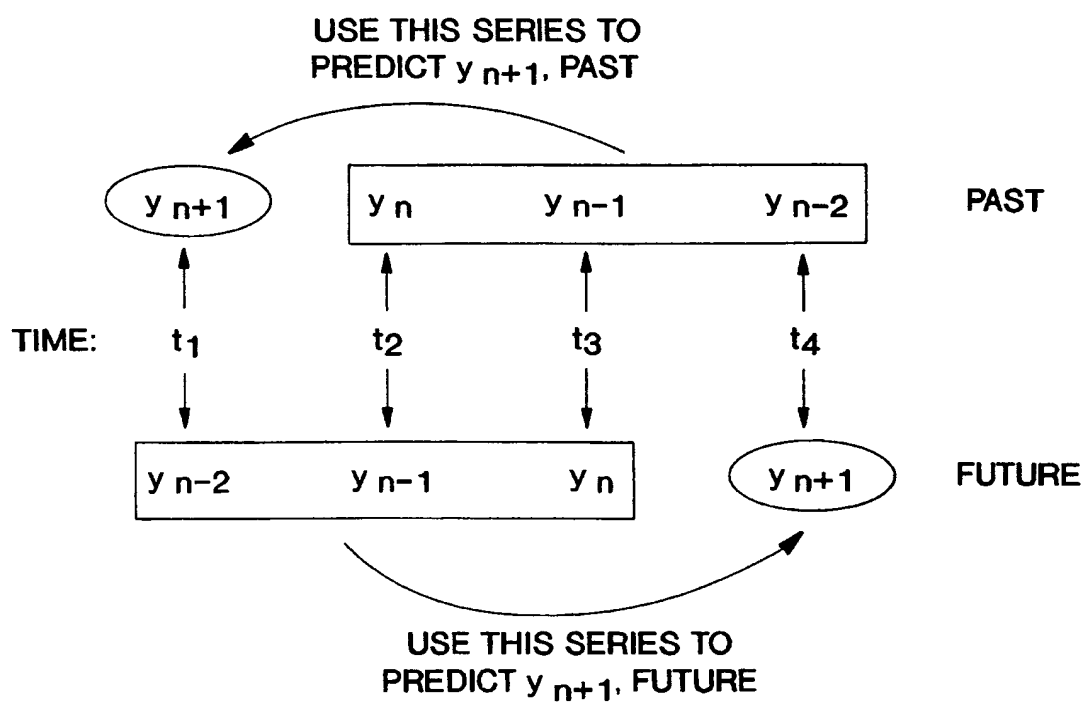 USE THIS SERIES TO
PREDICT y n+1, PAST
y n+1 y n y n-1 y n-2 PAST
TIME: t1 t2 t3 t4
y n-2 y n-1 y n y n+1 FUTURE
USE THIS SERIES TO
PREDICT y n+1, FUTURE